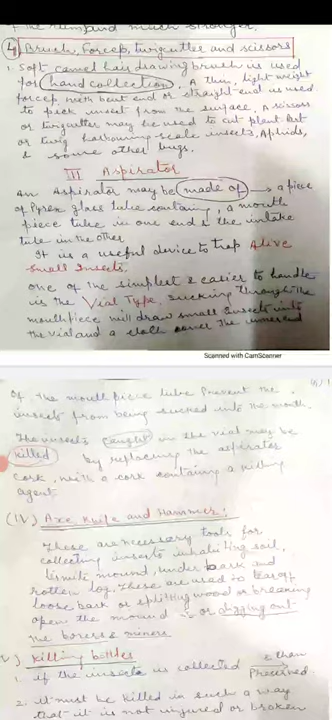 of the
much stronger.
4) Brush, Forcep, twigcutter and scissors
1. Soft camel hair drawing brush is used
for (hand collection). A thin, light weight
forcep with bent end or straight end is used
to pick insect from the surface, A scissors
or twigcutter may be used to cut plant part
or twig harbouring scale insects, Aphids,
& some other bugs.
III Aspirator
An Aspirator may be (made of) → a piece
of Pyrex glass tube containing, a mouth
piece tube in one end & the intake
tube in the other.
It is a useful device to trap Alive
Small Insects.
One of the simplest & easier to handle
is the Vial Type, Sucking through the
mouthpiece will draw small insects into
the vial and a cloth cover the inner end
Scanned with CamScanner
of the mouth piece tube Prevent the
insects from being sucked into the mouth.
The insects caught in the vial may be
killed by replacing the aspirator
cork, with a cork containing a killing
agent.
(IV) Axe Knife and Hammer:
These are necessary tools for
collecting insects inhabiting soil,
termite mound, under bark and
rotten log. These are used to tear off
loose bark or splitting wood or breaking
open the mound or digging out
the borers & miners
V) Killing bottles
1. if the insects is collected & than
Preserved.
2. it must be killed in such a way
that it is not injured or broken